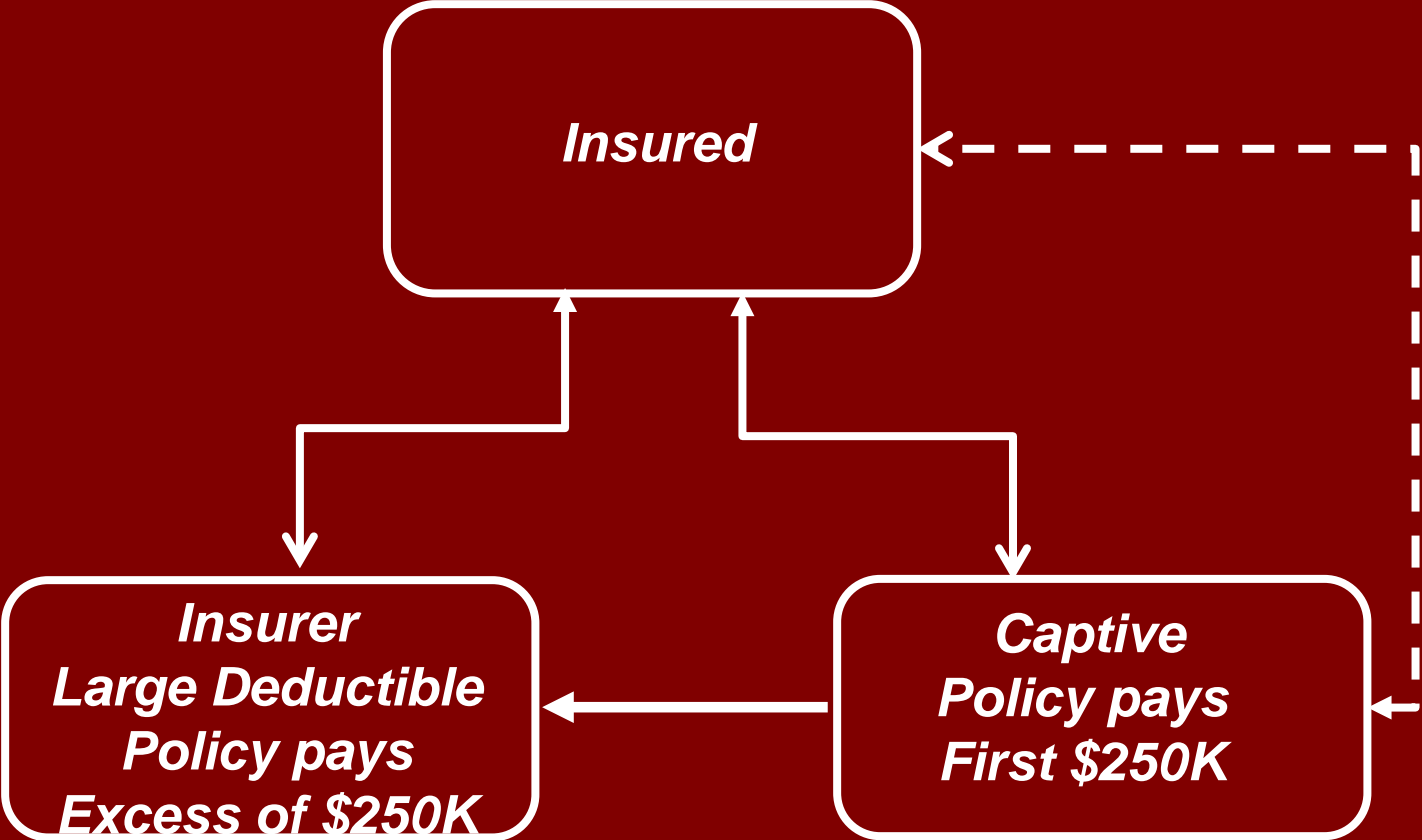 Insured
Insurer
Large Deductible
Policy pays
Excess of $250K
Captive
Policy pays
First $250K